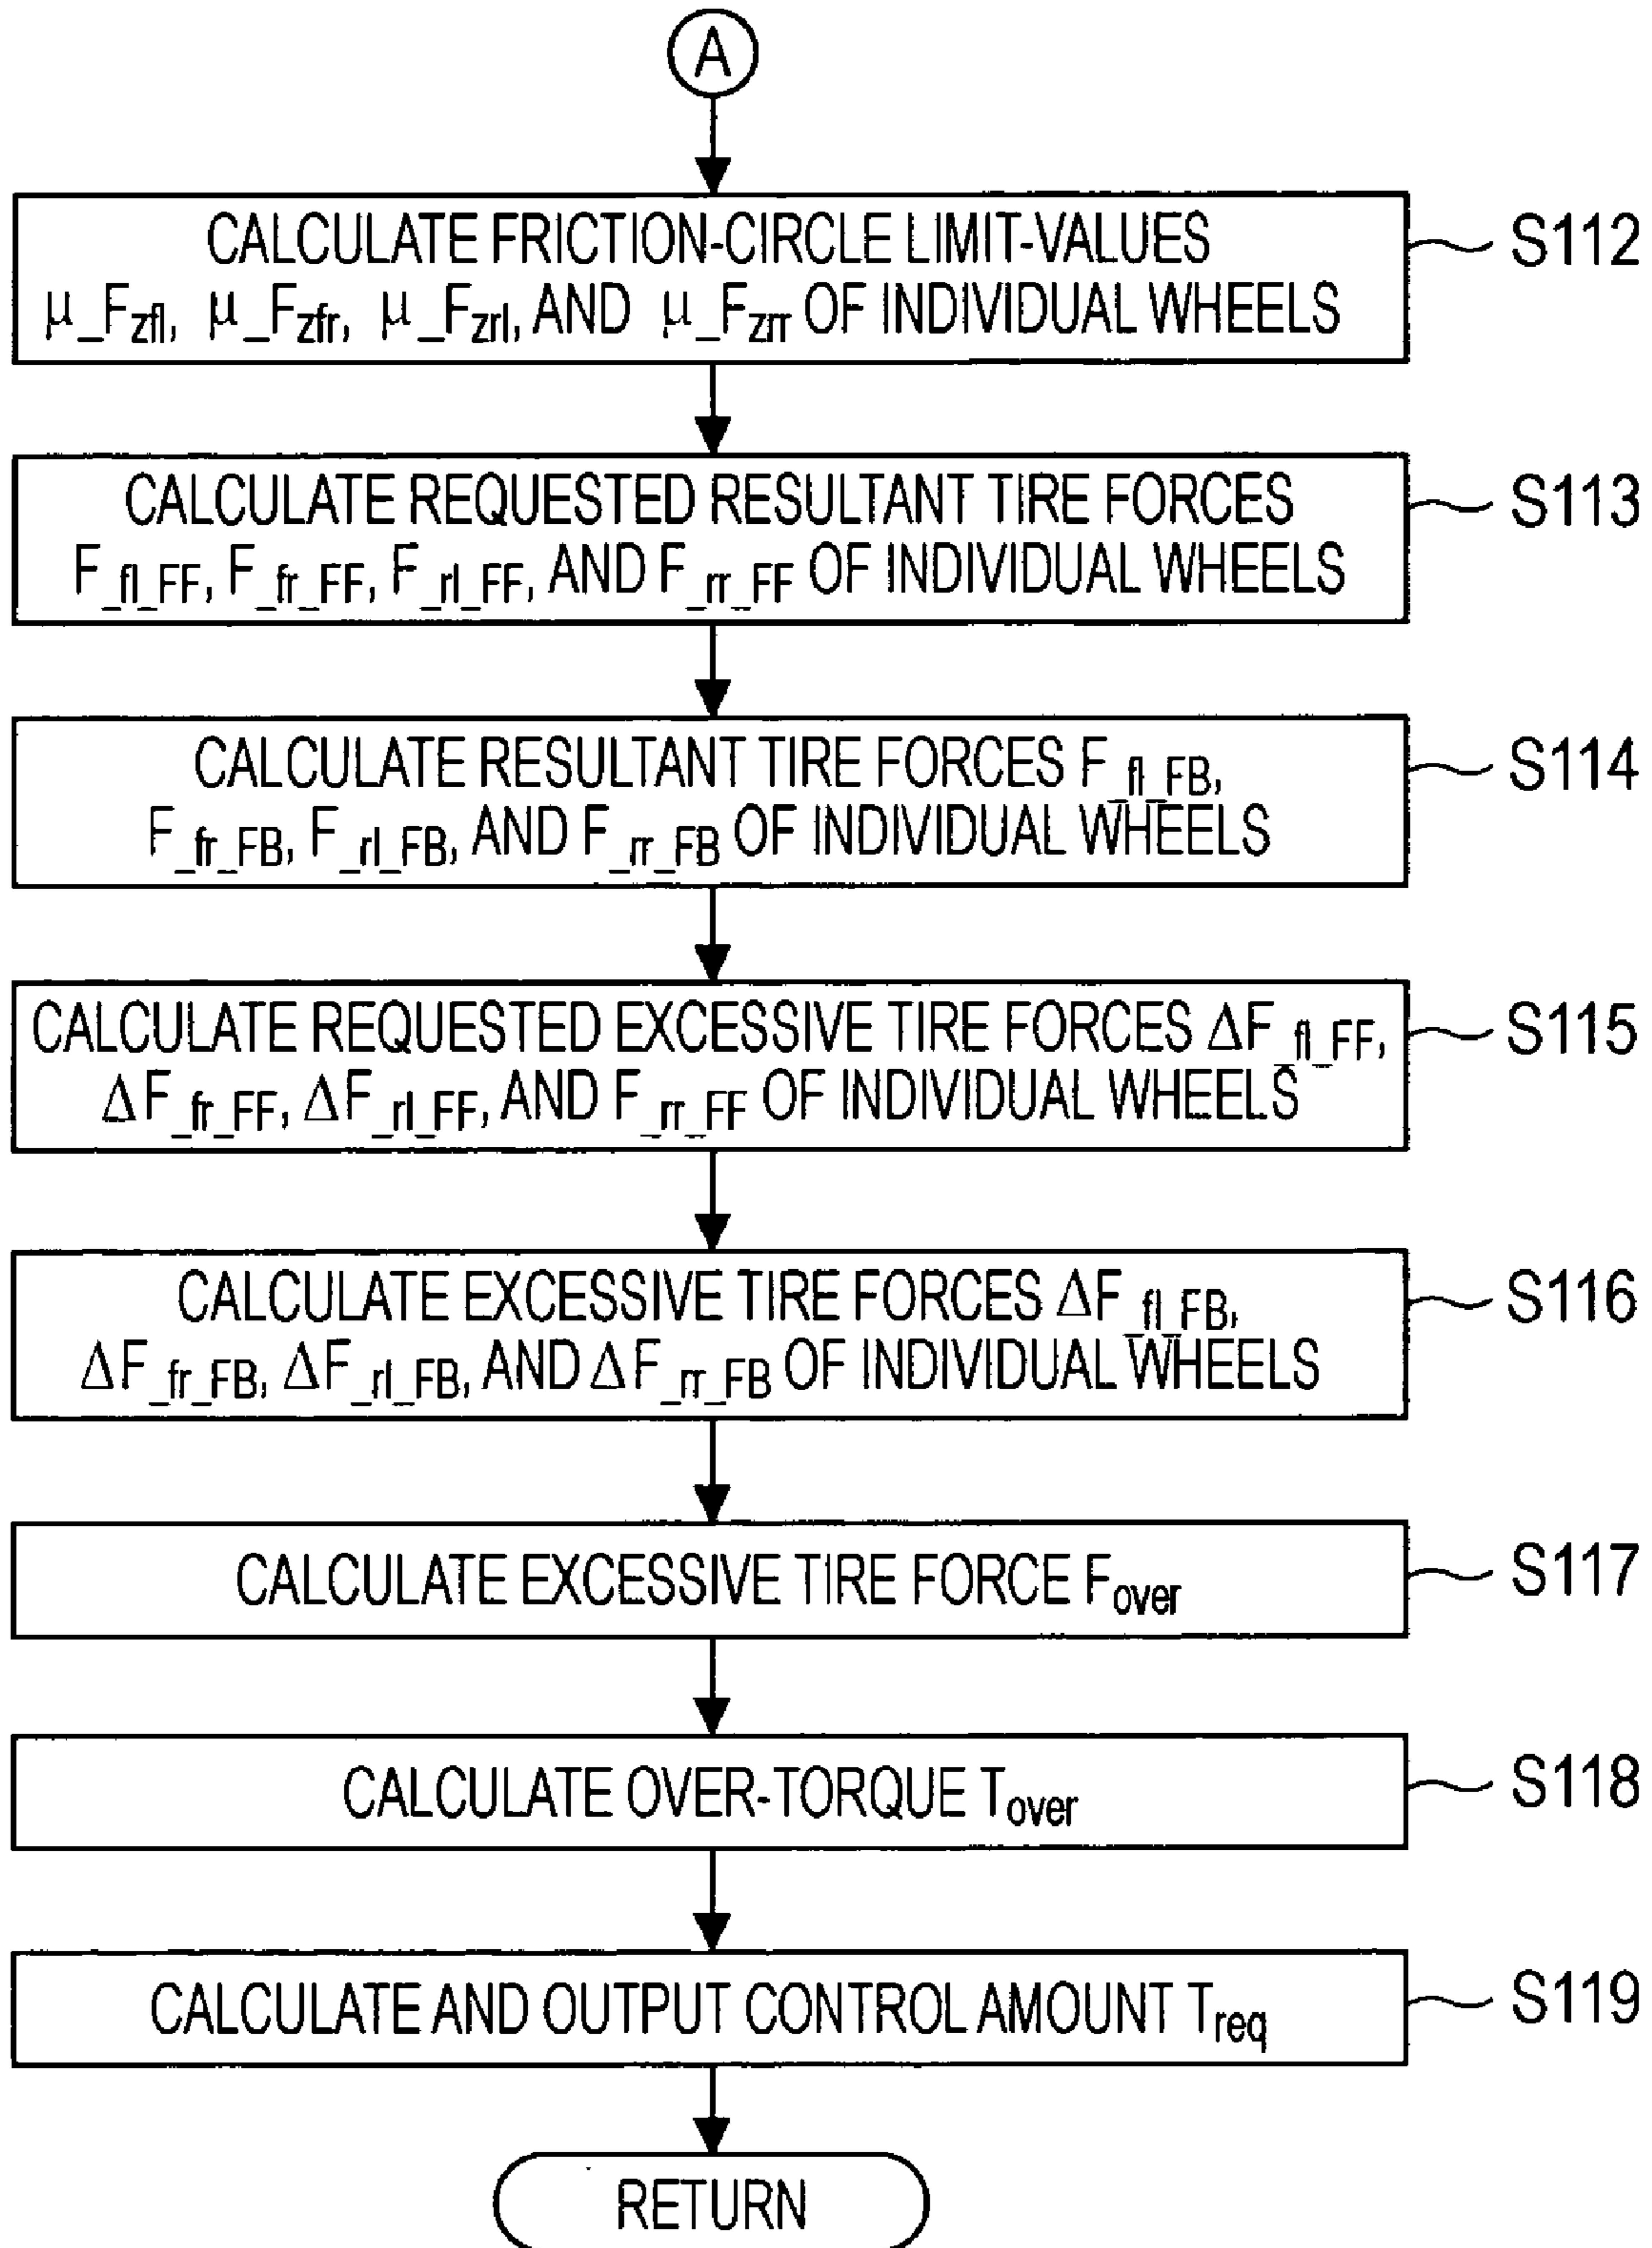 A
CALCULATE FRICTION-CIRCLE LIMIT-VALUES
μ_Fzfl, μ_Fzfr, μ_Fzrl, AND μ_Fzrr OF INDIVIDUAL WHEELS
S112
CALCULATE REQUESTED RESULTANT TIRE FORCES
F_fl_FF, F_fr_FF, F_rl_FF, AND F_rr_FF OF INDIVIDUAL WHEELS
S113
CALCULATE RESULTANT TIRE FORCES F_fl_FB,
F_fr_FB, F_rl_FB, AND F_rr_FB OF INDIVIDUAL WHEELS
S114
CALCULATE REQUESTED EXCESSIVE TIRE FORCES ΔF_fl_FF,
ΔF_fr_FF, ΔF_rl_FF, AND F_rr_FF OF INDIVIDUAL WHEELS
S115
CALCULATE EXCESSIVE TIRE FORCES ΔF_fl_FB,
ΔF_fr_FB, ΔF_rl_FB, AND ΔF_rr_FB OF INDIVIDUAL WHEELS
S116
CALCULATE EXCESSIVE TIRE FORCE Fover
S117
CALCULATE OVER-TORQUE Tover
S118
CALCULATE AND OUTPUT CONTROL AMOUNT Treq
S119
RETURN